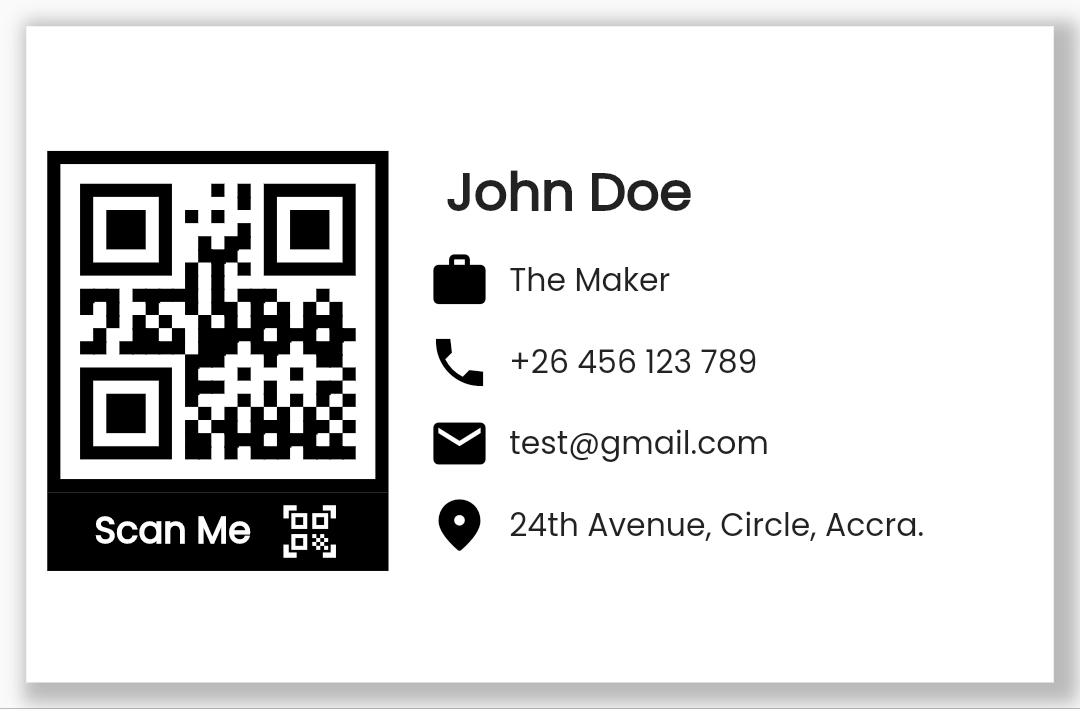 John Doe
The Maker
+26 456 123 789
test@gmail.com
24th Avenue, Circle, Accra.
Scan Me